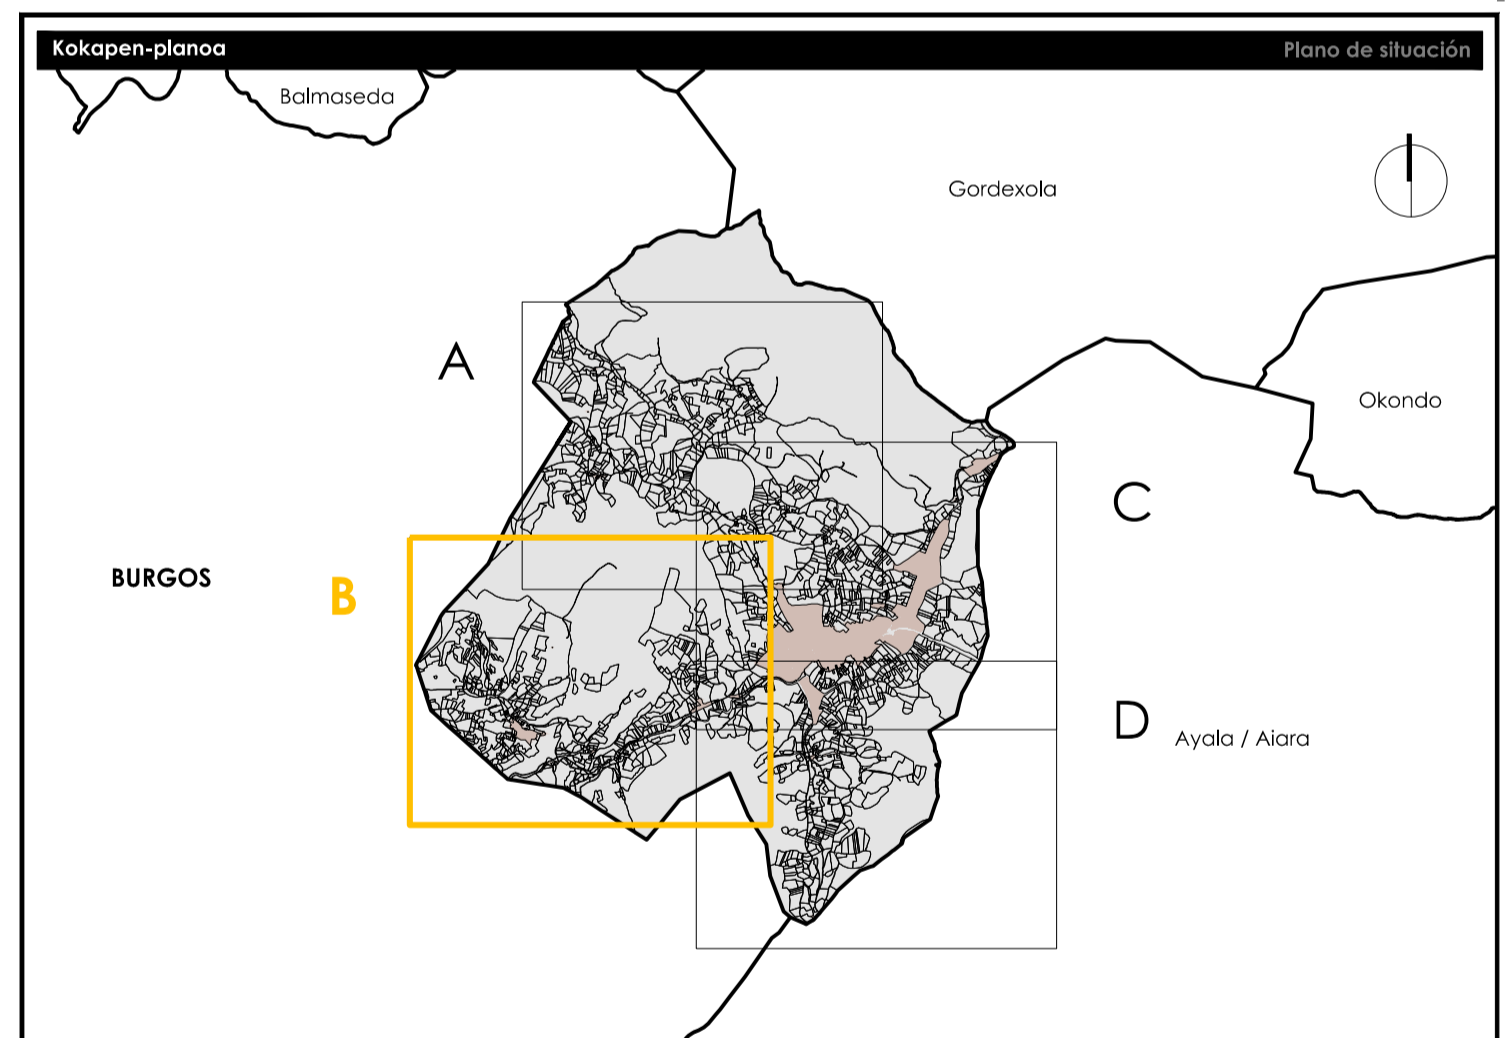 Kokapen-planoa
Plano de situación
Balmaseda
Gordexola
A
Okondo
C
BURGOS
B
D
Ayala / Aiara